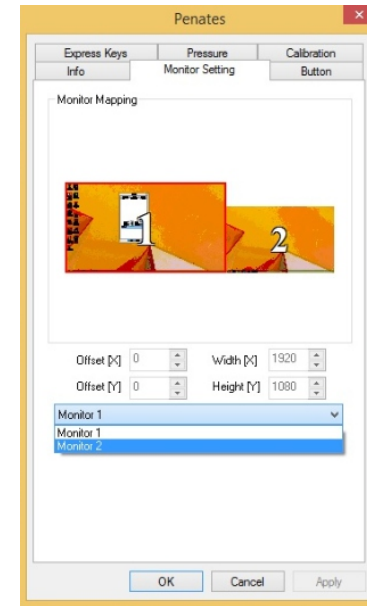 Penates
Express Keys Pressure Calibration
Info Monitor Setting Button
Monitor Mapping
1 2
Offset [X] 0 Width [X] 1920
Offset [Y] 0 Height [Y] 1080
Monitor 1
Monitor 1
Monitor 2
OK Cancel Apply